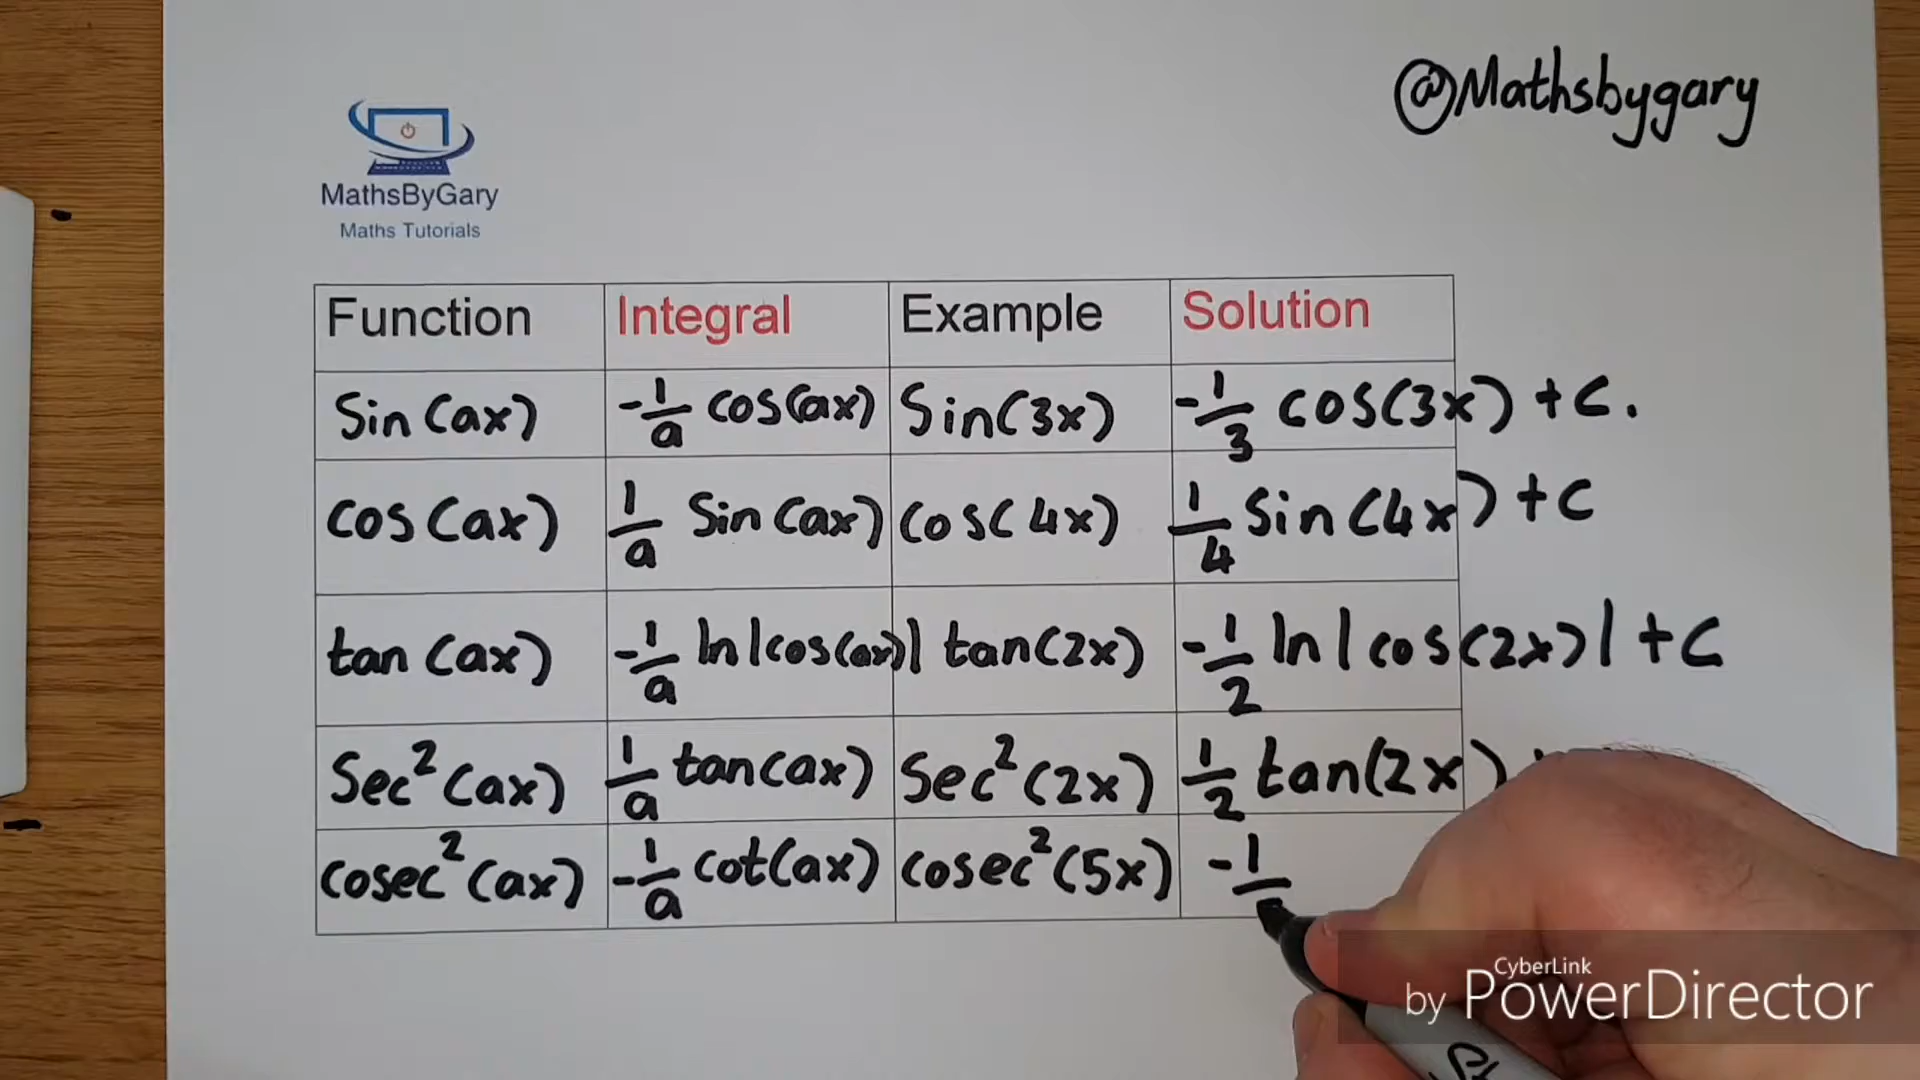 @Mathsbygary
MathsByGary
Maths Tutorials
Function Integral Example Solution
Sin(ax) -1/a cos(ax) Sin(3x) -1/3 cos(3x) + C.
cos(ax) 1/a Sin(ax) cos(4x) 1/4 Sin(4x) + C
tan(ax) -1/a ln|cos(ax)| tan(2x) -1/2 ln|cos(2x)| + C
Sec²(ax) 1/a tan(ax) Sec²(2x) 1/2 tan(2x)
cosec²(ax) -1/a cot(ax) cosec²(5x) -1/
CyberLink
by PowerDirector